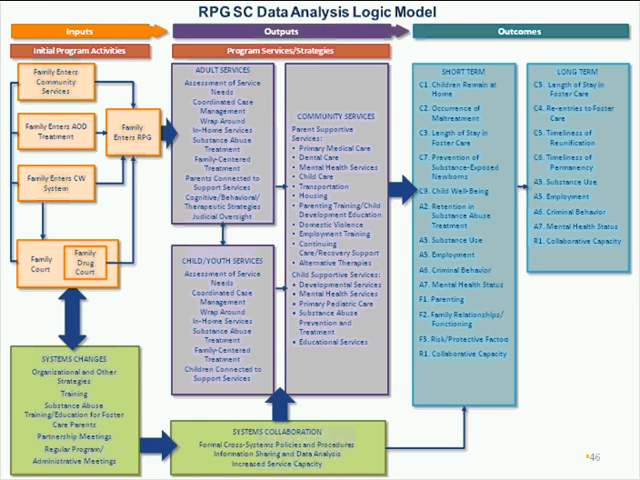 RPG SC Data Analysis Logic Model
Inputs
Outputs
Outcomes
Initial Program Activities
Program Services/Strategies
Family Enters
Community
Services
Family Enters AOD
Treatment
Family Enters CW
System
Family
Court
Family
Drug
Court
Family
Enters RPG
SYSTEMS CHANGES
Organizational and Other
Strategies
Training
Substance Abuse
Training/Education for Foster
Care Parents
Partnership Meetings
Regular Program/
Administrative Meetings
ADULT SERVICES
Assessment of Service
Needs
Coordinated Case
Management
Wrap Around
In-Home Services
Substance Abuse
Treatment
Family-Centered
Treatment
Parents Connected to
Support Services
Cognitive/Behavioral/
Therapeutic Strategies
Judicial Oversight
CHILD/YOUTH SERVICES
Assessment of Service
Needs
Coordinated Case
Management
Wrap Around
In-Home Services
Substance Abuse
Treatment
Family-Centered
Treatment
Children Connected to
Support Services
COMMUNITY SERVICES
Parent Supportive
Services:
• Primary Medical Care
• Dental Care
• Mental Health Services
• Child Care
• Transportation
• Housing
• Parenting Training/Child
Development Education
• Domestic Violence
• Employment Training
• Continuing
Care/Recovery Support
• Alternative Therapies
Child Supportive Services:
• Developmental Services
• Mental Health Services
• Primary Pediatric Care
• Substance Abuse
Prevention and
Treatment
• Educational Services
SYSTEMS COLLABORATION
Formal Cross-Systems Policies and Procedures
Information Sharing and Data Analysis
Increased Service Capacity
SHORT TERM
C1. Children Remain at
Home
C2. Occurrence of
Maltreatment
C3. Length of Stay in
Foster Care
C7. Prevention of
Substance-Exposed
Newborns
C9. Child Well-Being
A2. Retention in
Substance Abuse
Treatment
A3. Substance Use
A5. Employment
A6. Criminal Behavior
A7. Mental Health Status
F1. Parenting
F2. Family Relationships/
Functioning
F3. Risk/Protective Factors
R1. Collaborative Capacity
LONG TERM
C3. Length of Stay in
Foster Care
C4. Re-entries to Foster
Care
C5. Timeliness of
Reunification
C6. Timeliness of
Permanency
A3. Substance Use
A5. Employment
A6. Criminal Behavior
A7. Mental Health Status
R1. Collaborative Capacity
46